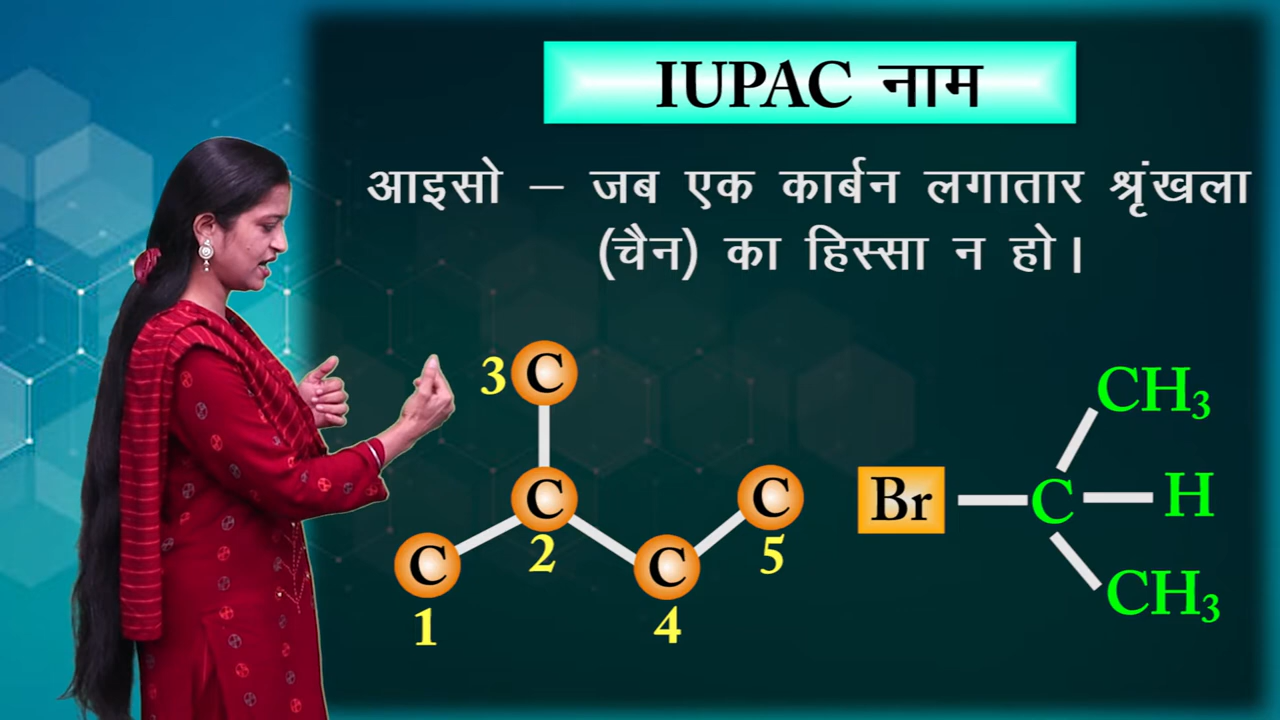 IUPAC नाम
आइसो – जब एक कार्बन लगातार श्रृंखला
(चैन) का हिस्सा न हो।
3 C
C
2
C
1
C
4
C
5
Br C H
CH₃
CH₃